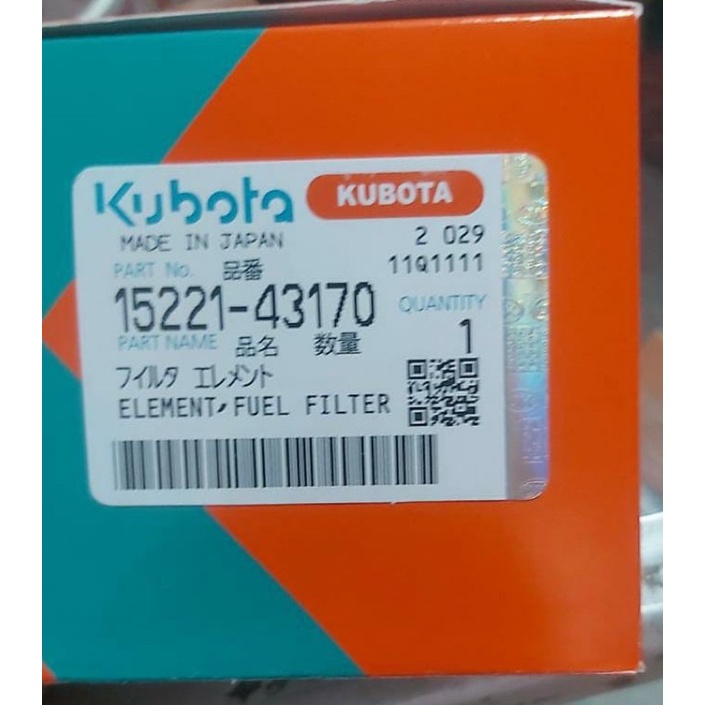 Kubota KUBOTA
MADE IN JAPAN 2 029
PART No. 品番 11Q1111
15221-43170 QUANTITY
PART NAME 品名 数量 1
フイルタ エレメント
ELEMENT,FUEL FILTER